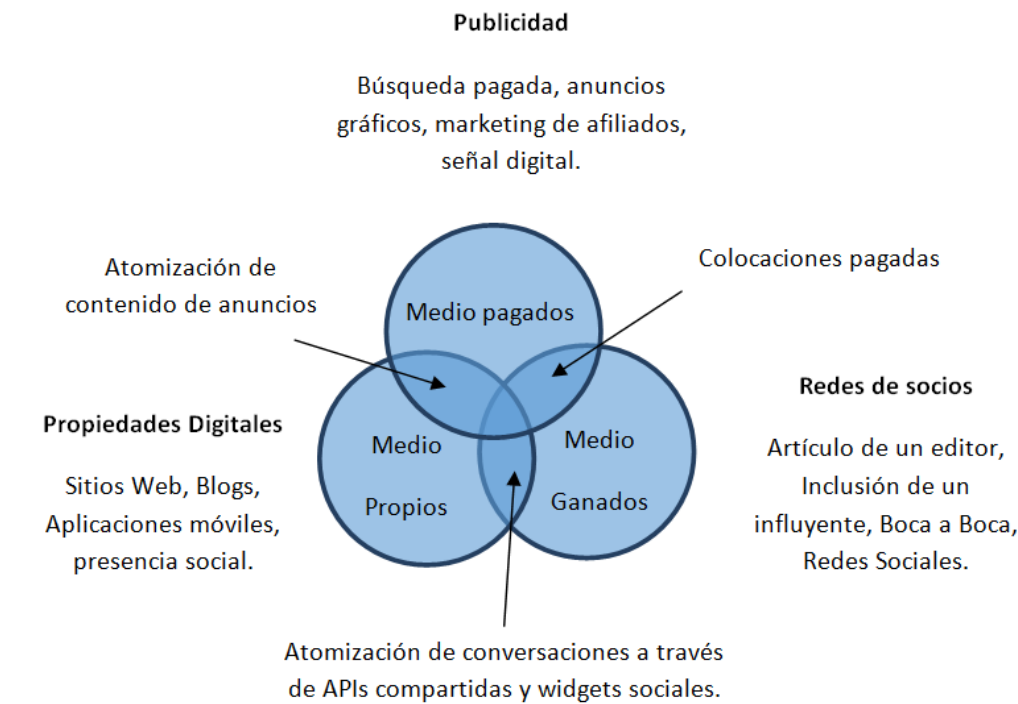 Publicidad
Búsqueda pagada, anuncios
gráficos, marketing de afiliados,
señal digital.
Atomización de
contenido de anuncios
Colocaciones pagadas
Medio pagados
Propiedades Digitales
Sitios Web, Blogs,
Aplicaciones móviles,
presencia social.
Medio
Propios
Medio
Ganados
Redes de socios
Artículo de un editor,
Inclusión de un
influyente, Boca a Boca,
Redes Sociales.
Atomización de conversaciones a través
de APIs compartidas y widgets sociales.